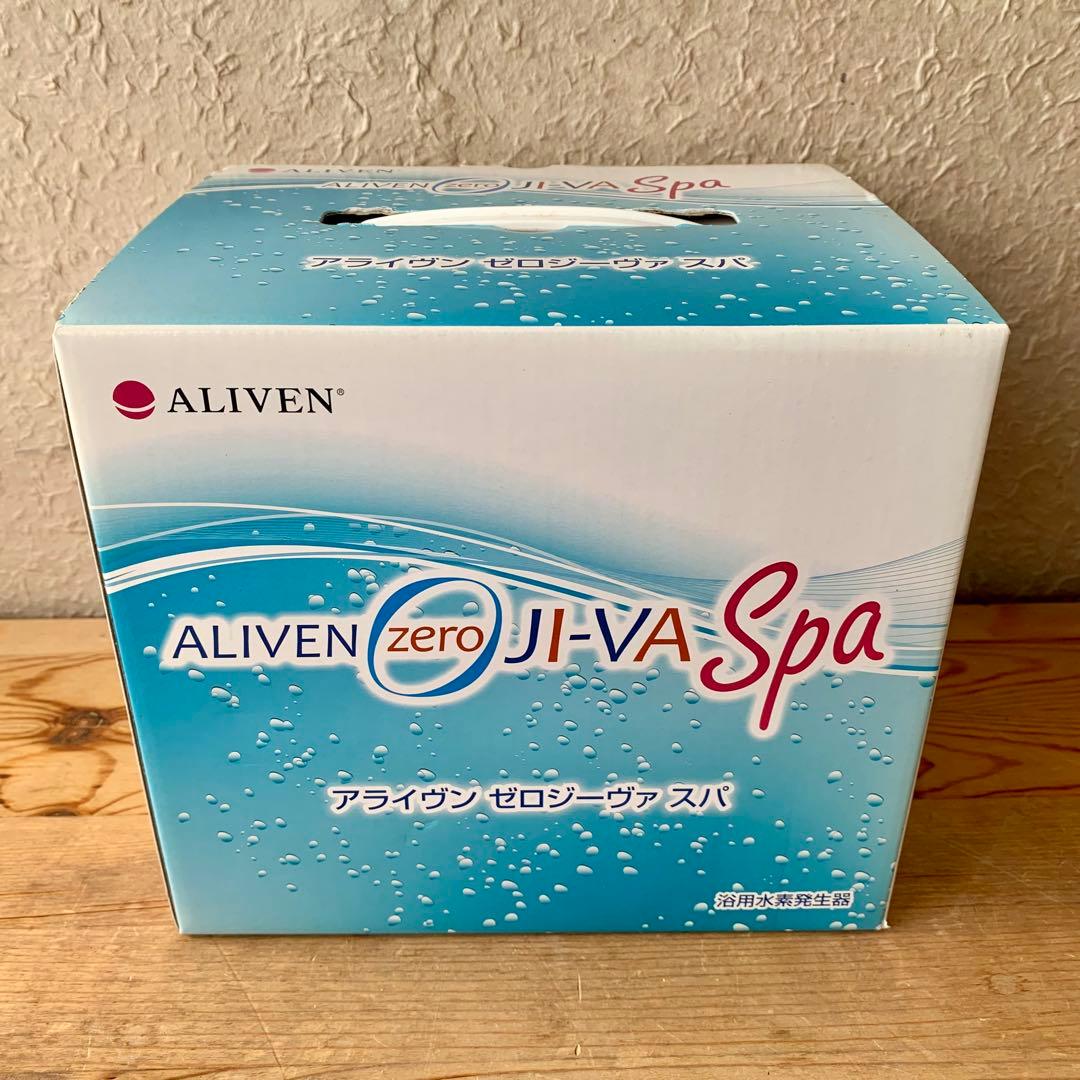 ALIVEN
ALIVEN zero JI-VA Spa
アライヴン ゼロジーヴァ スパ
ALIVEN®
ALIVEN zero JI-VA Spa
アライヴン ゼロジーヴァ スパ
浴用水素発生器